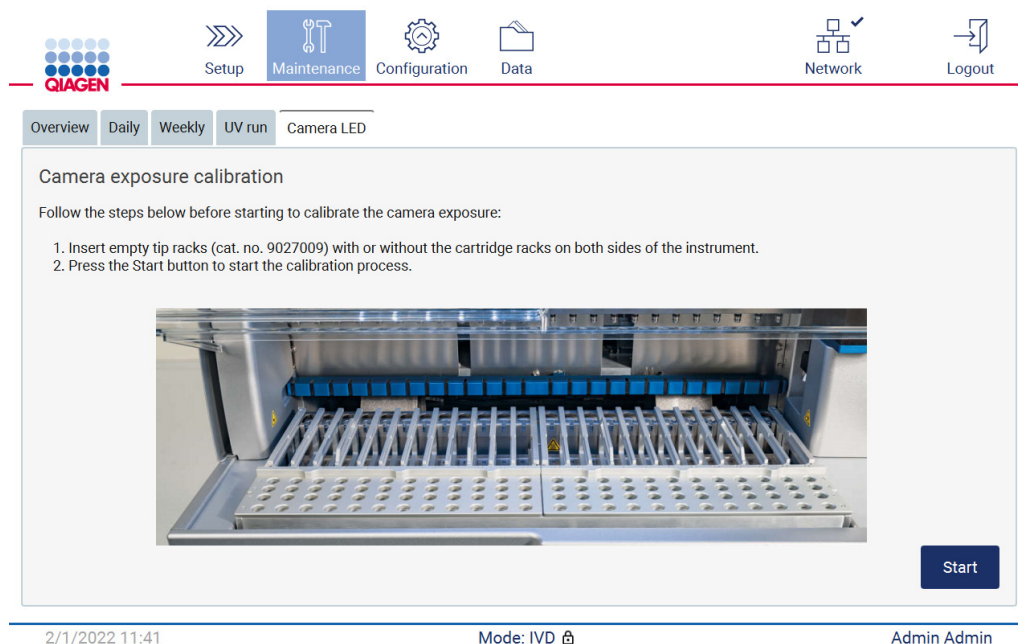 QIAGEN
Setup
Maintenance
Configuration
Data
Network
Logout
Overview
Daily
Weekly
UV run
Camera LED
Camera exposure calibration
Follow the steps below before starting to calibrate the camera exposure:
1. Insert empty tip racks (cat. no. 9027009) with or without the cartridge racks on both sides of the instrument.
2. Press the Start button to start the calibration process.
Start
2/1/2022 11:41
Mode: IVD
Admin Admin